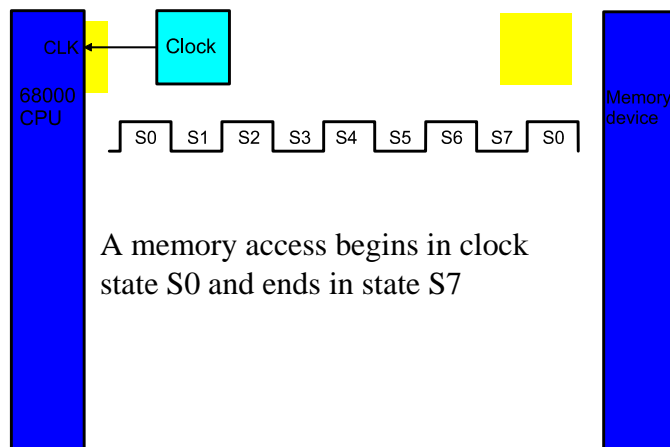 CLK
Clock
68000
CPU
Memory
device
S0 S1 S2 S3 S4 S5 S6 S7 S0
A memory access begins in clock
state S0 and ends in state S7